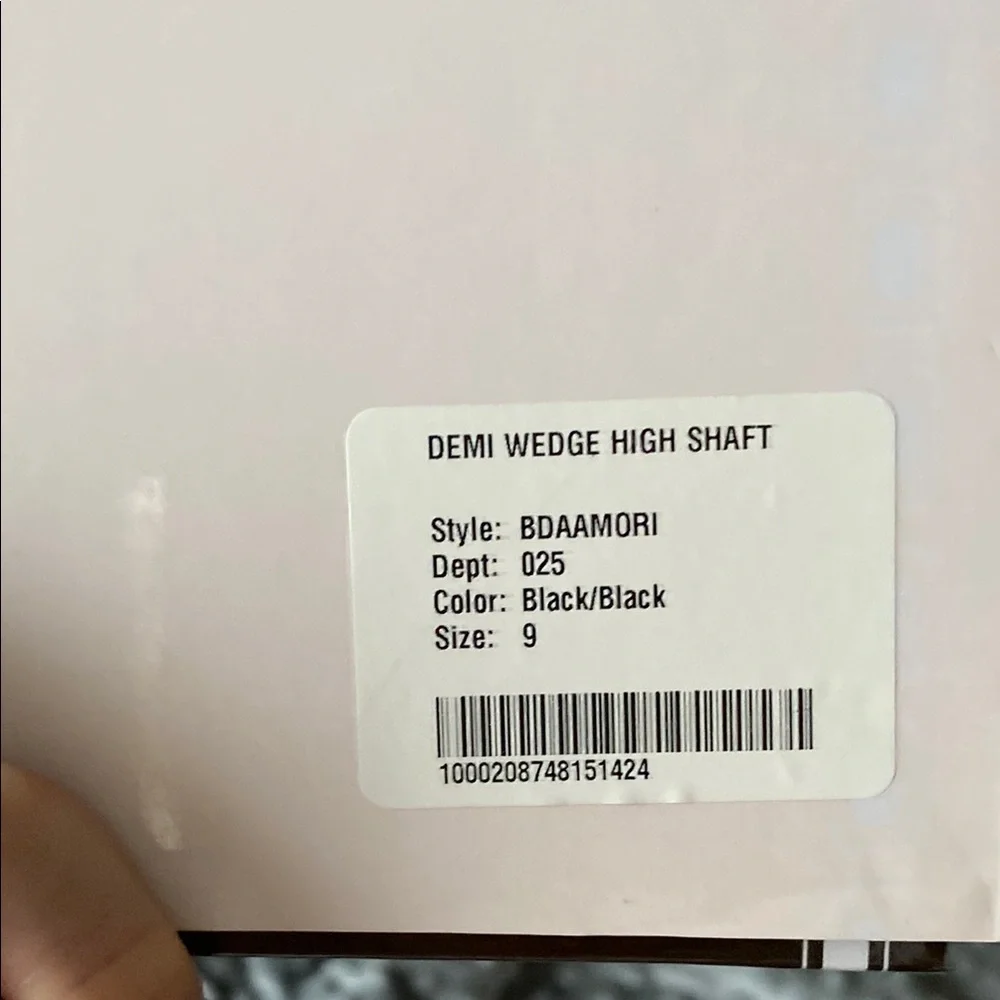 DEMI WEDGE HIGH SHAFT
Style: BDAAMORI
Dept: 025
Color: Black/Black
Size: 9
1000208748151424